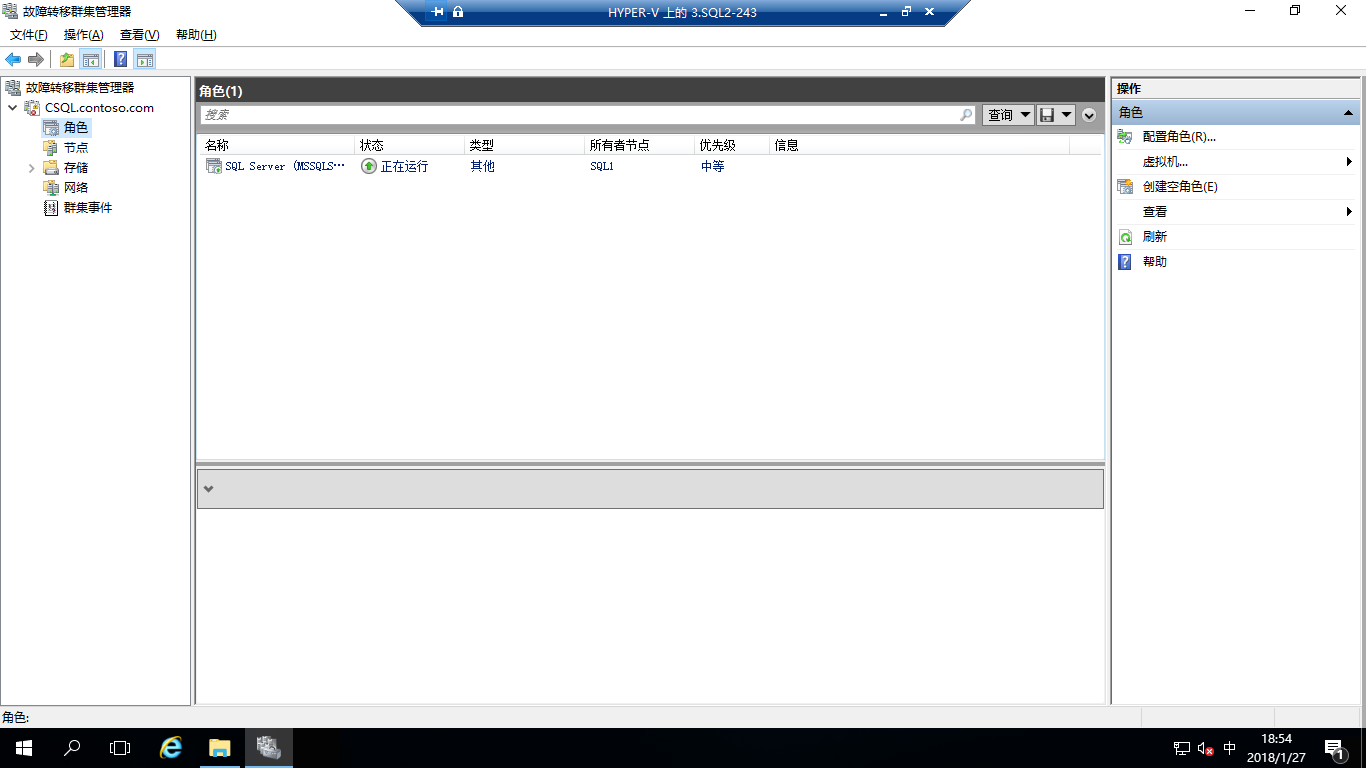 故障转移群集管理器
HYPER-V 上的 3.SQL2-243
文件(F) 操作(A) 查看(V) 帮助(H)
故障转移群集管理器
CSQL.contoso.com
角色
节点
存储
网络
群集事件
角色(1)
搜索
查询
名称 状态 类型 所有者节点 优先级 信息
SQL Server (MSSQLS… 正在运行 其他 SQL1 中等
操作
角色
配置角色(R)...
虚拟机...
创建空角色(E)
查看
刷新
帮助
角色:
中
18:54
2018/1/27
1